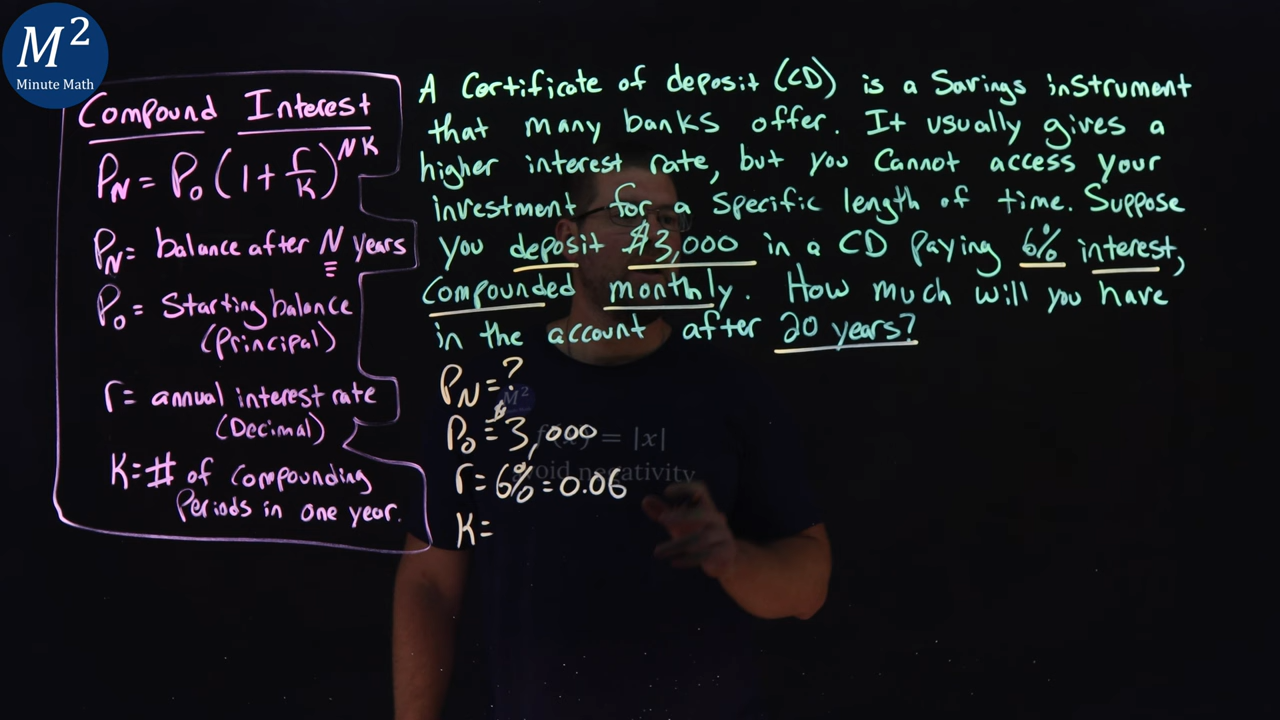 M²
Minute Math
Compound Interest
P_N = P_0 (1 + r/k)^NK
P_N = balance after N years
P_0 = Starting balance
(Principal)
r = annual interest rate
(Decimal)
K = # of compounding
Periods in one year.
A Certificate of deposit (CD) is a Savings instrument
that many banks offer. It usually gives a
higher interest rate, but you Cannot access your
investment for a specific length of time. Suppose
you deposit $3,000 in a CD paying 6% interest,
Compounded monthly. How much will you have
in the account after 20 years?
P_N = ?
P_0 = $3,000
r = 6% = 0.06
K =
M²
f(x) = |x|
avoid negativity